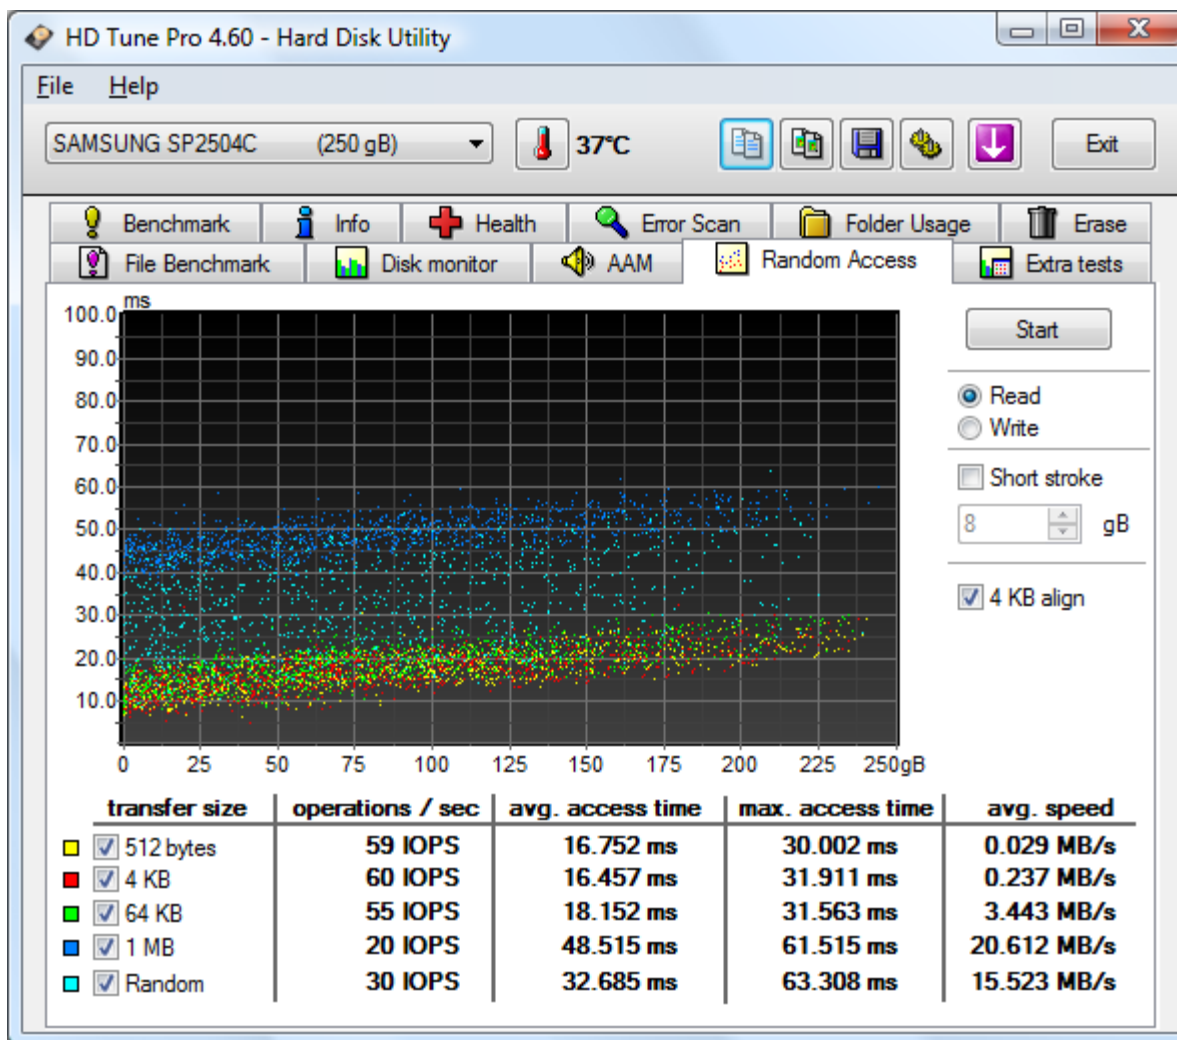 HD Tune Pro 4.60 - Hard Disk Utility
File Help
SAMSUNG SP2504C (250 gB) 37°C Exit
Benchmark Info Health Error Scan Folder Usage Erase
File Benchmark Disk monitor AAM Random Access Extra tests
ms
100.0
90.0
80.0
70.0
60.0
50.0
40.0
30.0
20.0
10.0
0 25 50 75 100 125 150 175 200 225 250gB
Start
Read
Write
Short stroke
8 gB
4 KB align
transfer size operations / sec avg. access time max. access time avg. speed
512 bytes 59 IOPS 16.752 ms 30.002 ms 0.029 MB/s
4 KB 60 IOPS 16.457 ms 31.911 ms 0.237 MB/s
64 KB 55 IOPS 18.152 ms 31.563 ms 3.443 MB/s
1 MB 20 IOPS 48.515 ms 61.515 ms 20.612 MB/s
Random 30 IOPS 32.685 ms 63.308 ms 15.523 MB/s